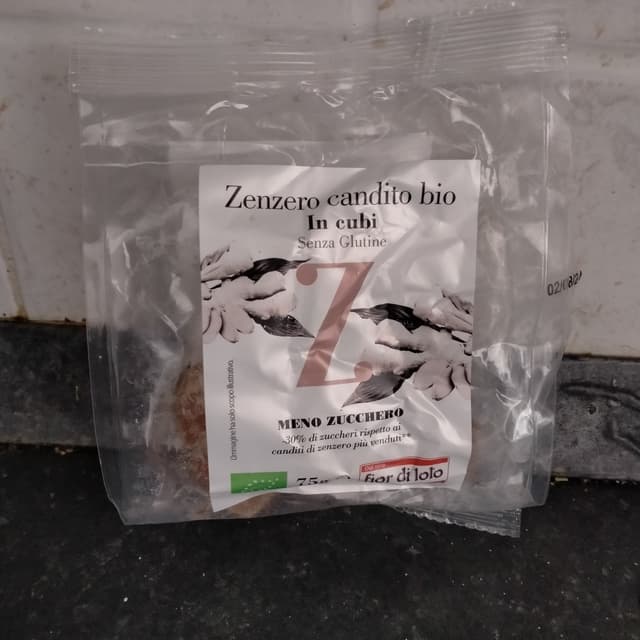 Zenzero candito bio
In cubi
Senza Glutine
Z
MENO ZUCCHERO
-30% di zuccheri rispetto ai
canditi di zenzero più venduti**
75g
fior di loto